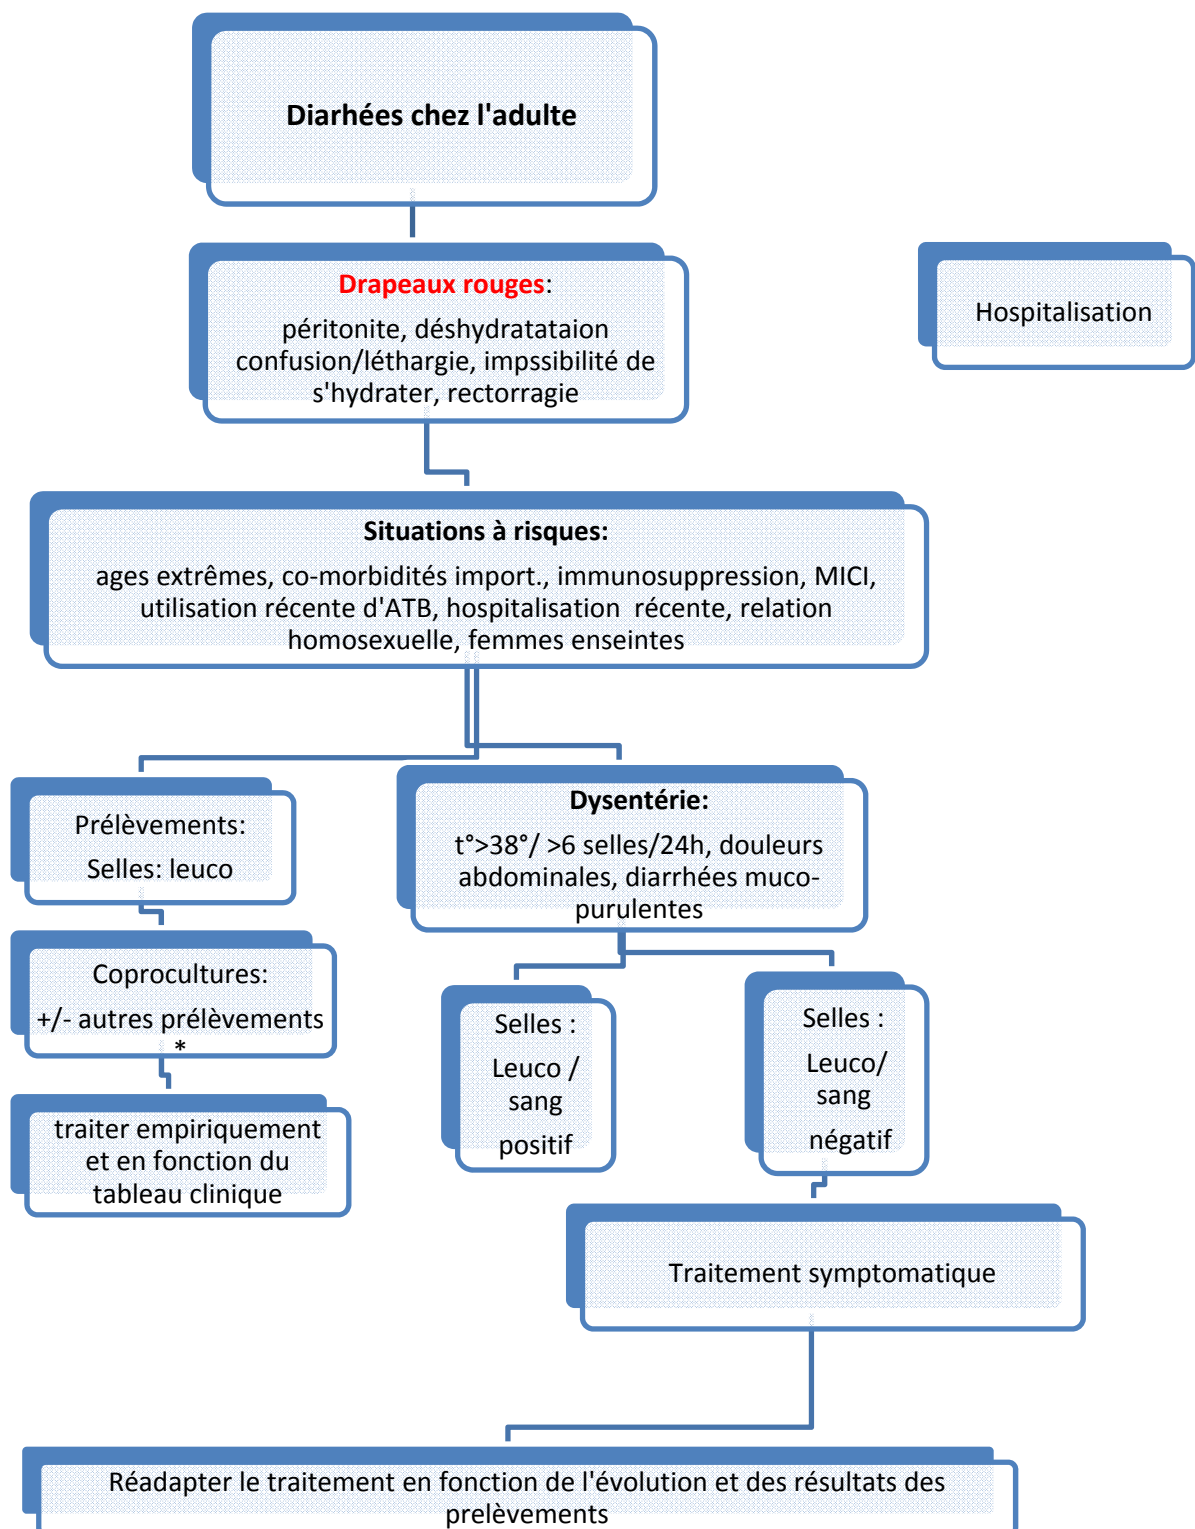 Diarhées chez l'adulte
Drapeaux rouges:
péritonite, déshydratataion
confusion/léthargie, impssibilité de
s'hydrater, rectorragie
Hospitalisation
Situations à risques:
ages extrêmes, co-morbidités import., immunosuppression, MICI,
utilisation récente d'ATB, hospitalisation récente, relation
homosexuelle, femmes enseintes
Prélèvements:
Selles: leuco
Coprocultures:
+/- autres prélèvements
*
traiter empiriquement
et en fonction du
tableau clinique
Dysentérie:
t°>38°/ >6 selles/24h, douleurs
abdominales, diarrhées muco-
purulentes
Selles :
Leuco /
sang
positif
Selles :
Leuco/
sang
négatif
Traitement symptomatique
Réadapter le traitement en fonction de l'évolution et des résultats des
prelèvements